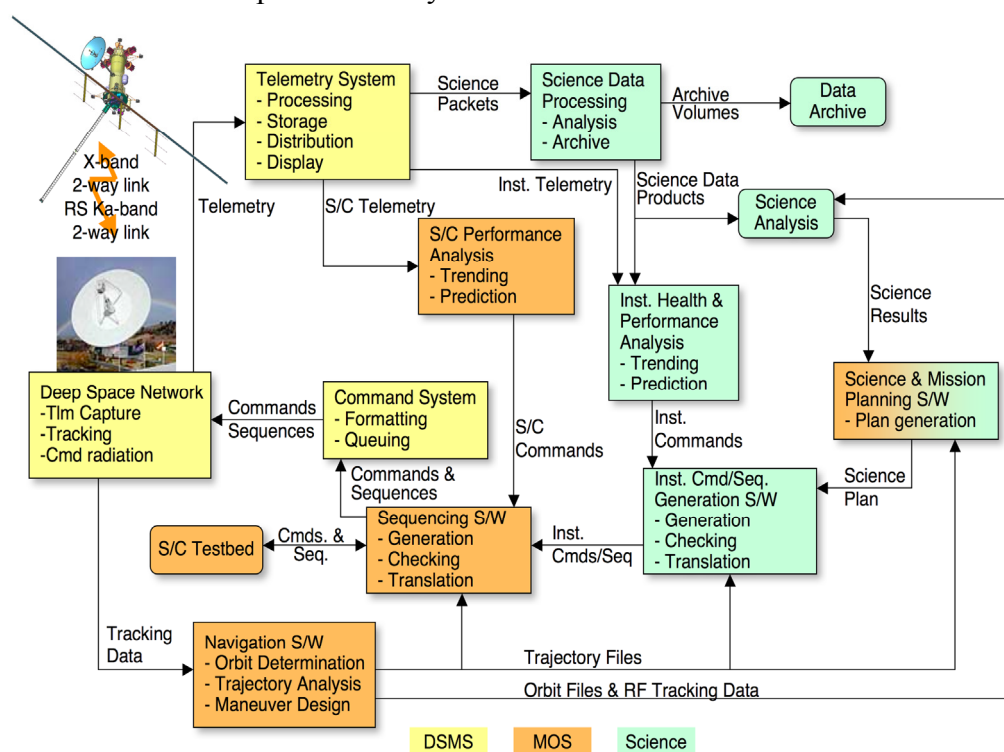 Telemetry System
- Processing
- Storage
- Distribution
- Display
Science
Packets
Science Data
Processing
- Analysis
- Archive
Archive
Volumes
Data
Archive
X-band
2-way link
RS Ka-band
2-way link
Telemetry
S/C Telemetry
Inst. Telemetry
Science Data
Products
Science
Analysis
S/C Performance
Analysis
- Trending
- Prediction
Inst. Health &
Performance
Analysis
- Trending
- Prediction
Science
Results
Deep Space Network
-Tlm Capture
-Tracking
-Cmd radiation
Commands
Sequences
Command System
- Formatting
- Queuing
S/C
Commands
Inst.
Commands
Science & Mission
Planning S/W
- Plan generation
Commands &
Sequences
Science
Plan
S/C Testbed
Cmds. &
Seq.
Sequencing S/W
- Generation
- Checking
- Translation
Inst.
Cmds/Seq
Inst. Cmd/Seq.
Generation S/W
- Generation
- Checking
- Translation
Tracking
Data
Navigation S/W
- Orbit Determination
- Trajectory Analysis
- Maneuver Design
Trajectory Files
Orbit Files & RF Tracking Data
DSMS
MOS
Science